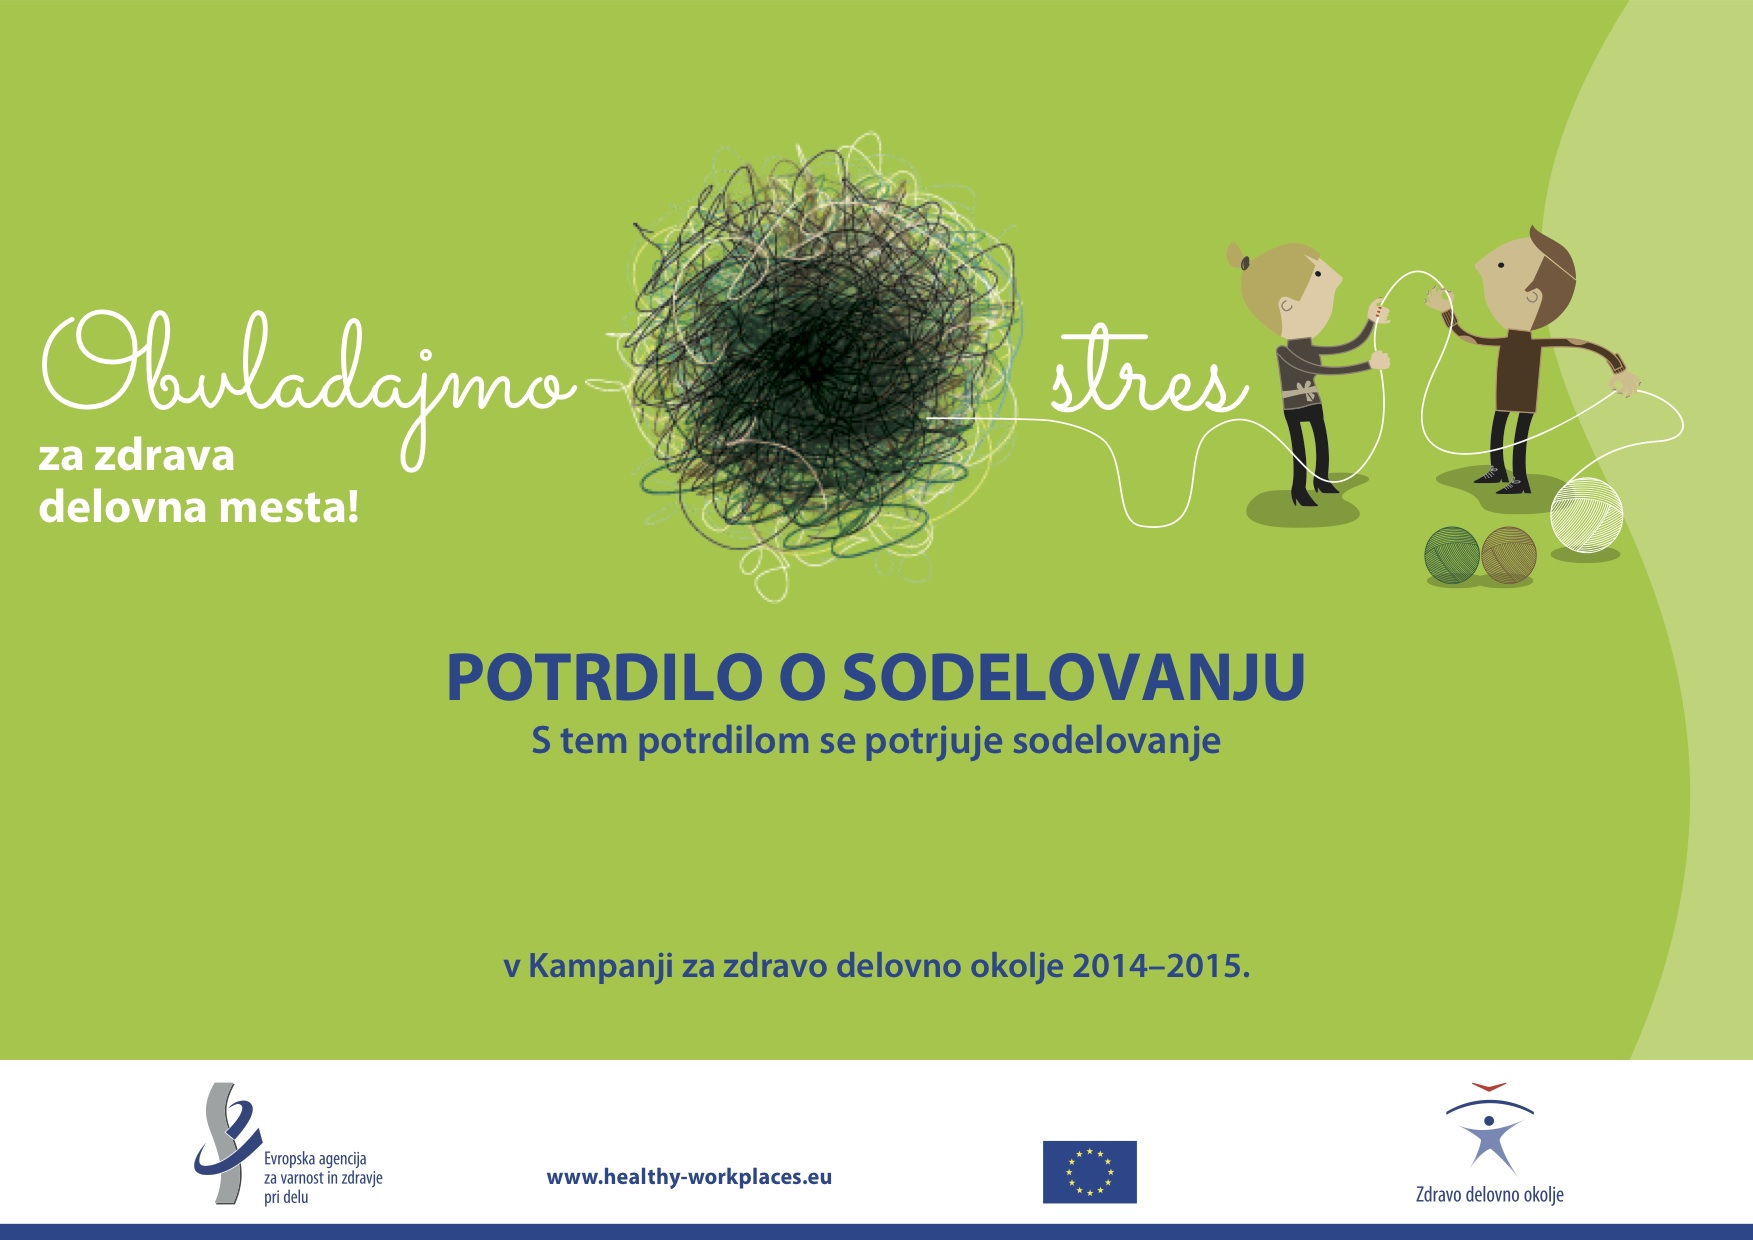 Obvladajmo stres
za zdrava
delovna mesta!
POTRDILO O SODELOVANJU
S tem potrdilom se potrjuje sodelovanje
v Kampanji za zdravo delovno okolje 2014–2015.
Evropska agencija
za varnost in zdravje
pri delu
www.healthy-workplaces.eu
Zdravo delovno okolje